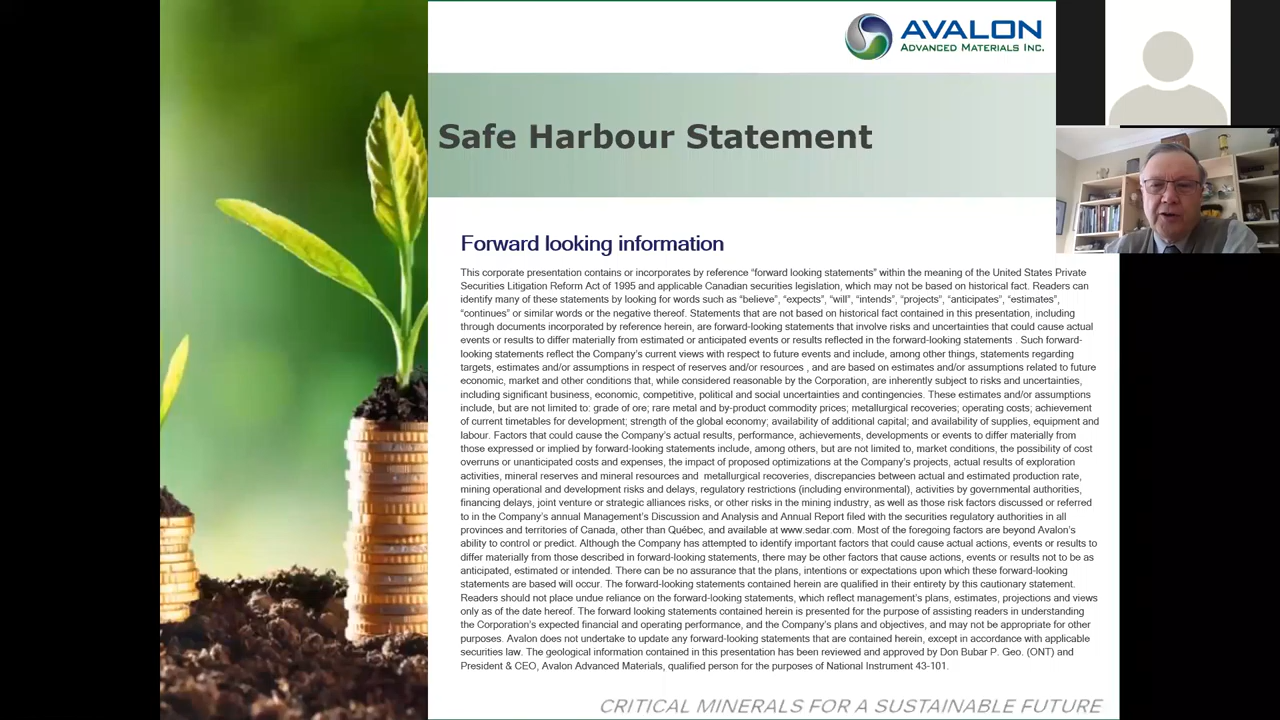 AVALON
ADVANCED MATERIALS INC.
Safe Harbour Statement
Forward looking information
This corporate presentation contains or incorporates by reference “forward looking statements” within the meaning of the United States Private
Securities Litigation Reform Act of 1995 and applicable Canadian securities legislation, which may not be based on historical fact. Readers can
identify many of these statements by looking for words such as “believe”, “expects”, “will”, “intends”, “projects”, “anticipates”, “estimates”,
“continues” or similar words or the negative thereof. Statements that are not based on historical fact contained in this presentation, including
through documents incorporated by reference herein, are forward-looking statements that involve risks and uncertainties that could cause actual
events or results to differ materially from estimated or anticipated events or results reflected in the forward-looking statements . Such forward-
looking statements reflect the Company’s current views with respect to future events and include, among other things, statements regarding
targets, estimates and/or assumptions in respect of reserves and/or resources , and are based on estimates and/or assumptions related to future
economic, market and other conditions that, while considered reasonable by the Corporation, are inherently subject to risks and uncertainties,
including significant business, economic, competitive, political and social uncertainties and contingencies. These estimates and/or assumptions
include, but are not limited to: grade of ore; rare metal and by-product commodity prices; metallurgical recoveries; operating costs; achievement
of current timetables for development; strength of the global economy; availability of additional capital; and availability of supplies, equipment and
labour. Factors that could cause the Company’s actual results, performance, achievements, developments or events to differ materially from
those expressed or implied by forward-looking statements include, among others, but are not limited to, market conditions, the possibility of cost
overruns or unanticipated costs and expenses, the impact of proposed optimizations at the Company’s projects, actual results of exploration
activities, mineral reserves and mineral resources and metallurgical recoveries, discrepancies between actual and estimated production rate,
mining operational and development risks and delays, regulatory restrictions (including environmental), activities by governmental authorities,
financing delays, joint venture or strategic alliances risks, or other risks in the mining industry, as well as those risk factors discussed or referred
to in the Company’s annual Management’s Discussion and Analysis and Annual Report filed with the securities regulatory authorities in all
provinces and territories of Canada, other than Québec, and available at www.sedar.com. Most of the foregoing factors are beyond Avalon’s
ability to control or predict. Although the Company has attempted to identify important factors that could cause actual actions, events or results to
differ materially from those described in forward-looking statements, there may be other factors that cause actions, events or results not to be as
anticipated, estimated or intended. There can be no assurance that the plans, intentions or expectations upon which these forward-looking
statements are based will occur. The forward-looking statements contained herein are qualified in their entirety by this cautionary statement.
Readers should not place undue reliance on the forward-looking statements, which reflect management’s plans, estimates, projections and views
only as of the date hereof. The forward looking statements contained herein is presented for the purpose of assisting readers in understanding
the Corporation’s expected financial and operating performance, and the Company’s plans and objectives, and may not be appropriate for other
purposes. Avalon does not undertake to update any forward-looking statements that are contained herein, except in accordance with applicable
securities law. The geological information contained in this presentation has been reviewed and approved by Don Bubar P. Geo. (ONT) and
President & CEO, Avalon Advanced Materials, qualified person for the purposes of National Instrument 43-101.
CRITICAL MINERALS FOR A SUSTAINABLE FUTURE